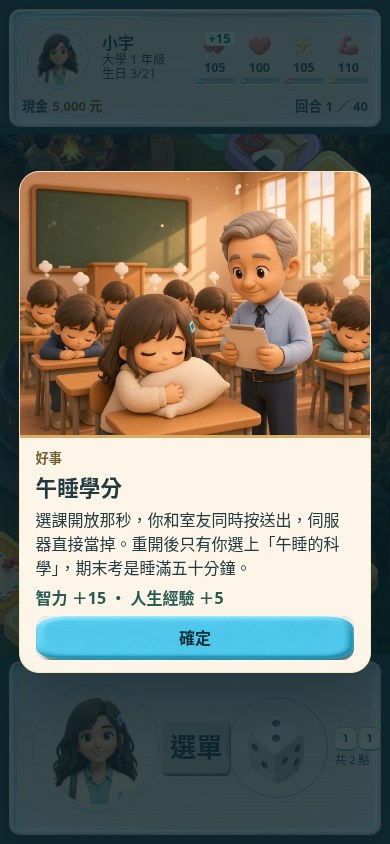 小宇
大學 1 年級
生日 3/21
+15
105
100
105
110
現金 5,000 元
回合 1 ／ 40
好事
午睡學分
選課開放那秒，你和室友同時按送出，伺服
器直接當掉。重開後只有你選上「午睡的科
學」，期末考是睡滿五十分鐘。
智力 ＋15 ・ 人生經驗 ＋5
確定
選單
1
1
共 2 點